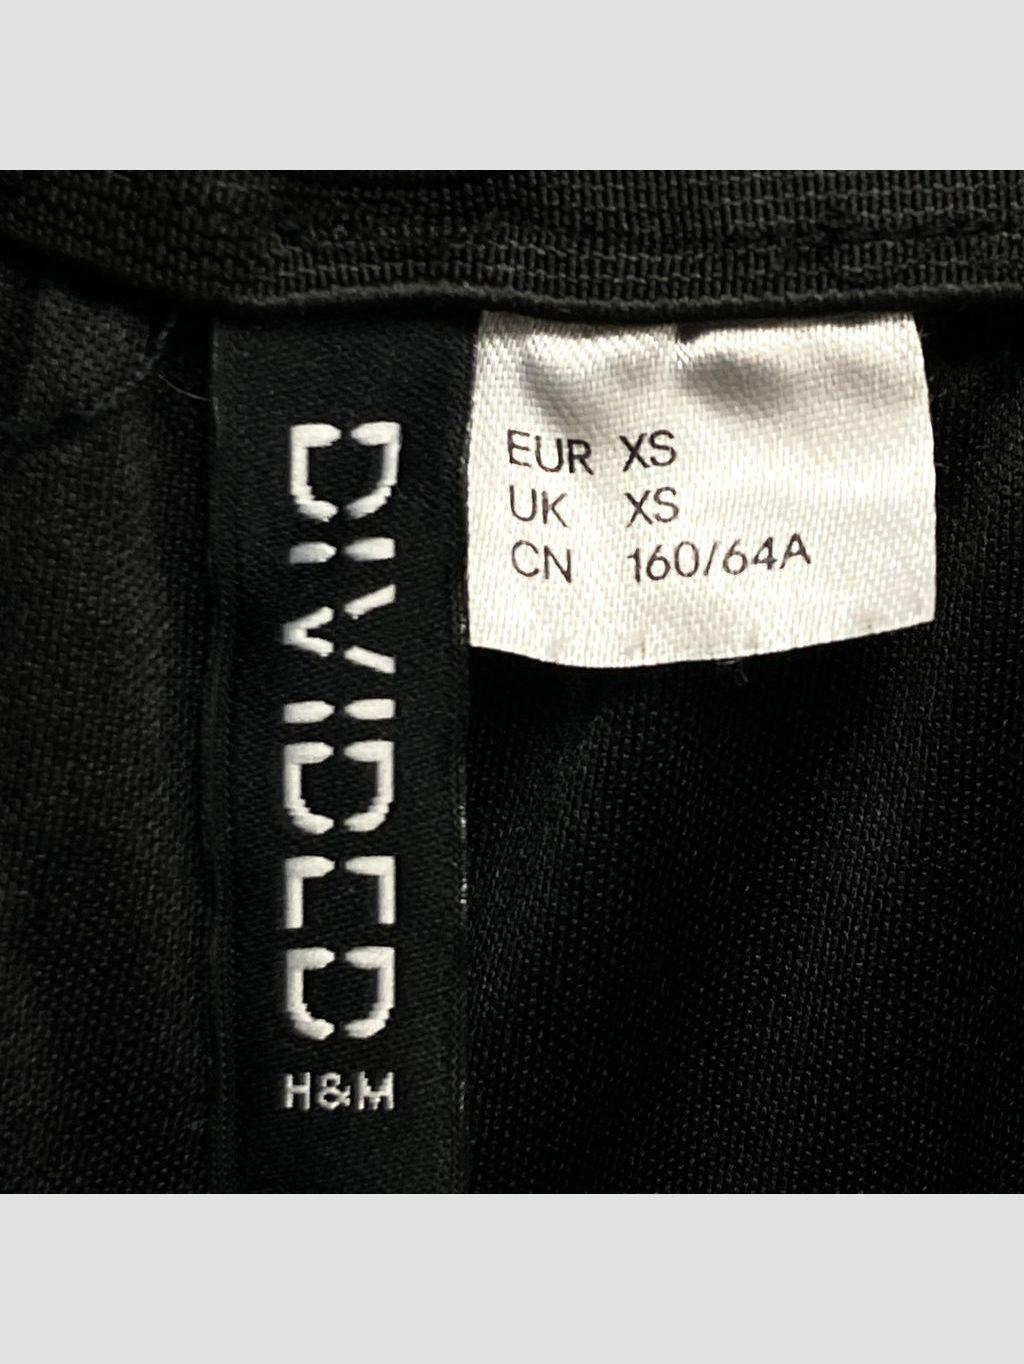 DIVIDED
H&M
EUR XS
UK XS
CN 160/64A